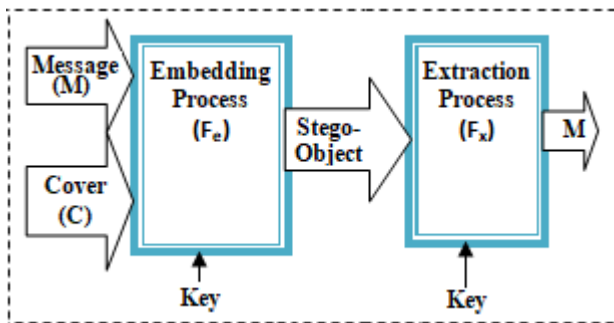 Message
(M)
Cover
(C)
Embedding
Process
(Fe)
Key
Stego-
Object
Extraction
Process
(Fx)
Key
M